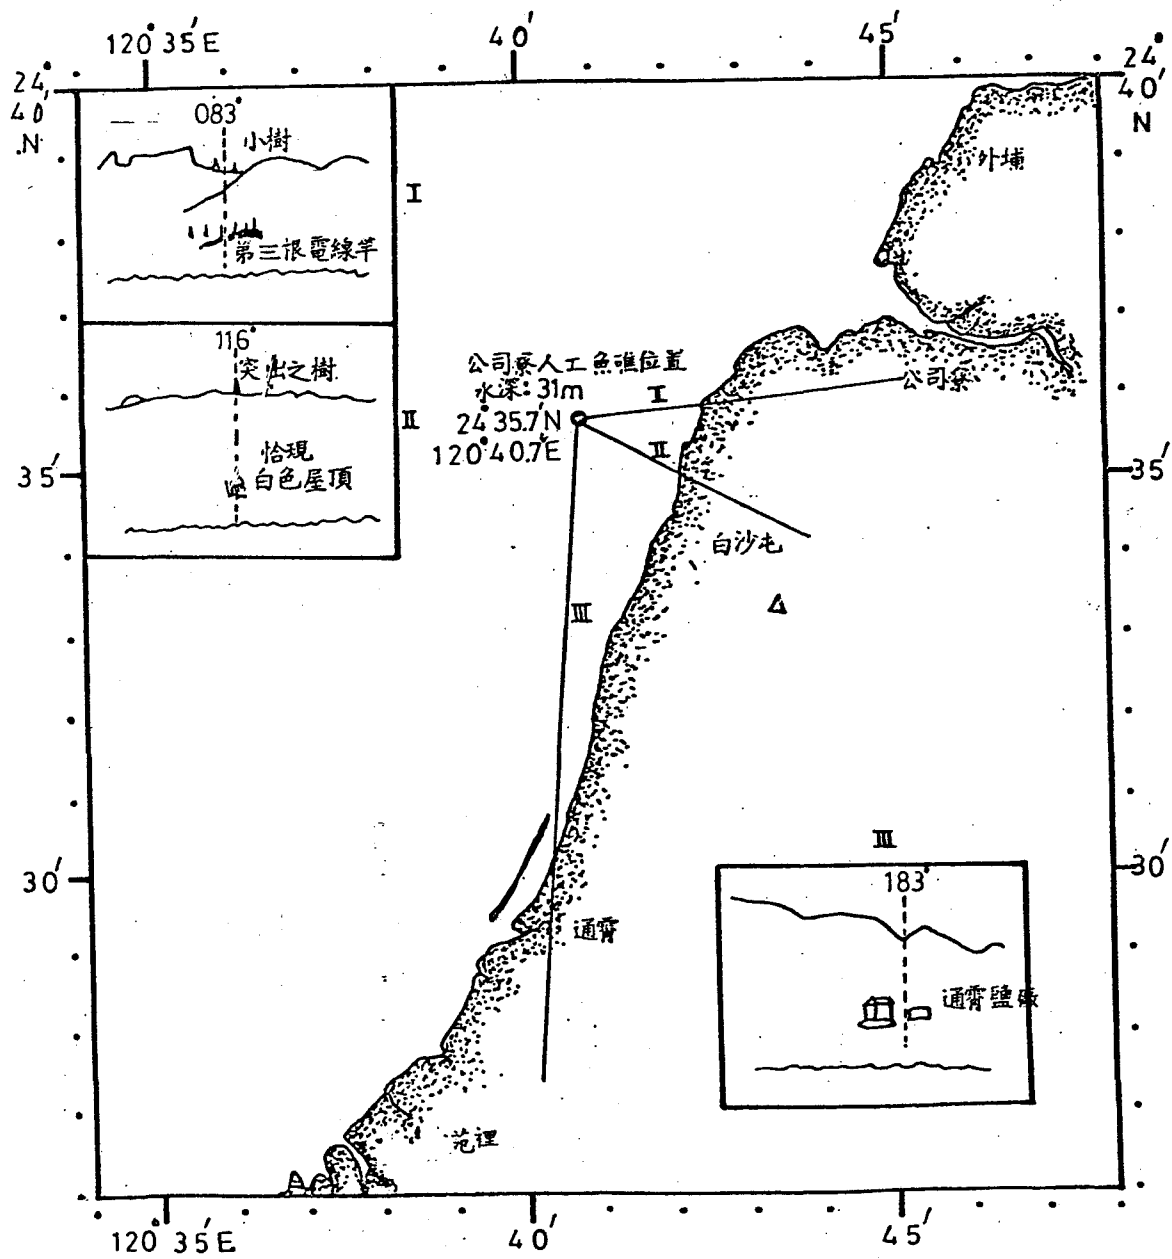 120° 35′E
40′
45′
24°
40′
N
24°
40′
N
083°
小樹
第三根電線竿
I
116°
突出之樹
恰現
白色屋頂
II
公司寮人工魚礁位置
水深:31m
24°35.7′N
120°40.7′E
I
II
III
外埔
公司寮
白沙屯
通霄
苑裡
35′
35′
30′
30′
III
183°
通霄鹽廠
120° 35′E
40′
45′